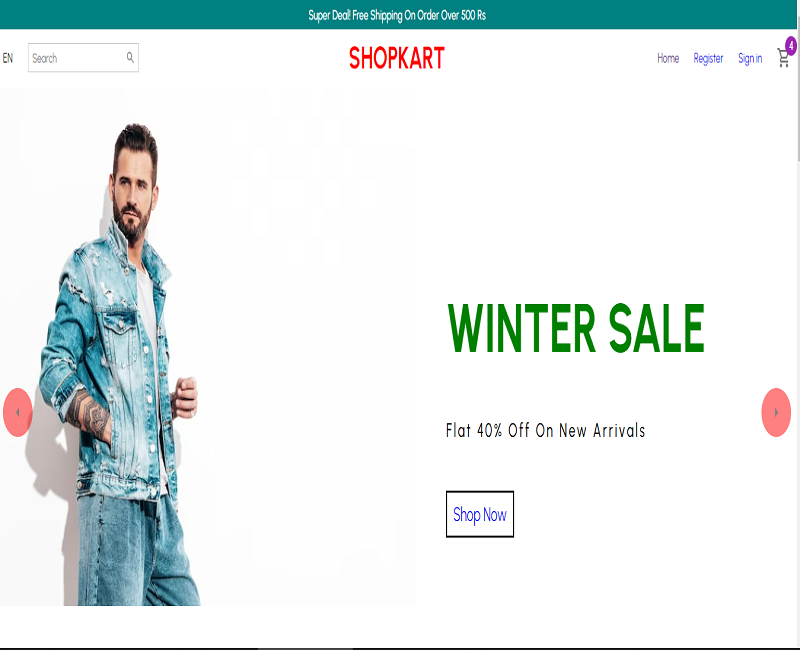 Super Deal! Free Shipping On Order Over 500 Rs
EN
Search
SHOPKART
Home
Register
Sign in
4
WINTER SALE
Flat 40% Off On New Arrivals
Shop Now